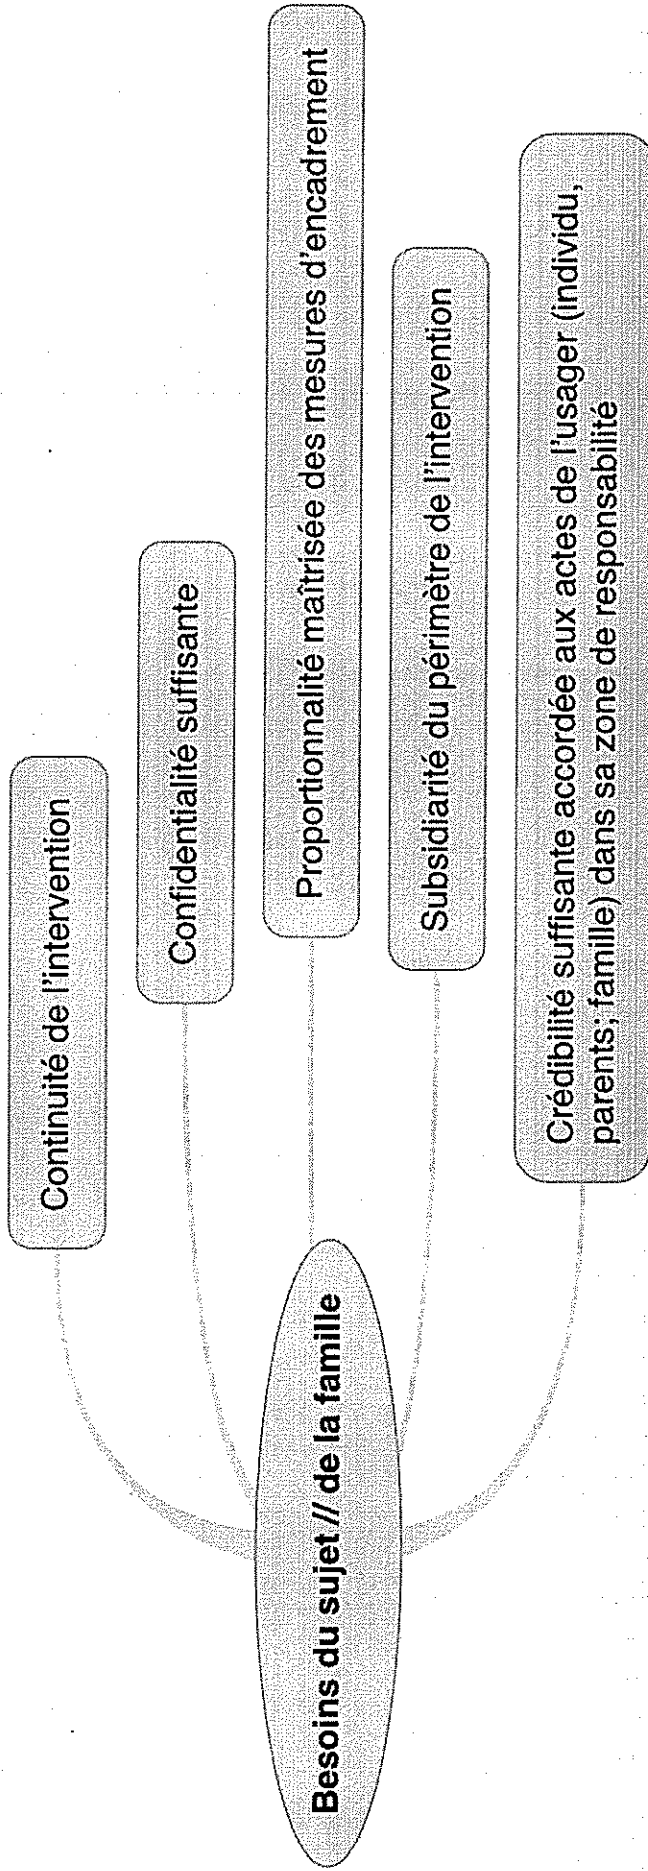 Besoins du sujet // de la famille
Continuité de l'intervention
Confidentialité suffisante
Proportionnalité maîtrisée des mesures d'encadrement
Subsidiarité du périmètre de l'intervention
Crédibilité suffisante accordée aux actes de l'usager (individu,
parents; famille) dans sa zone de responsabilité